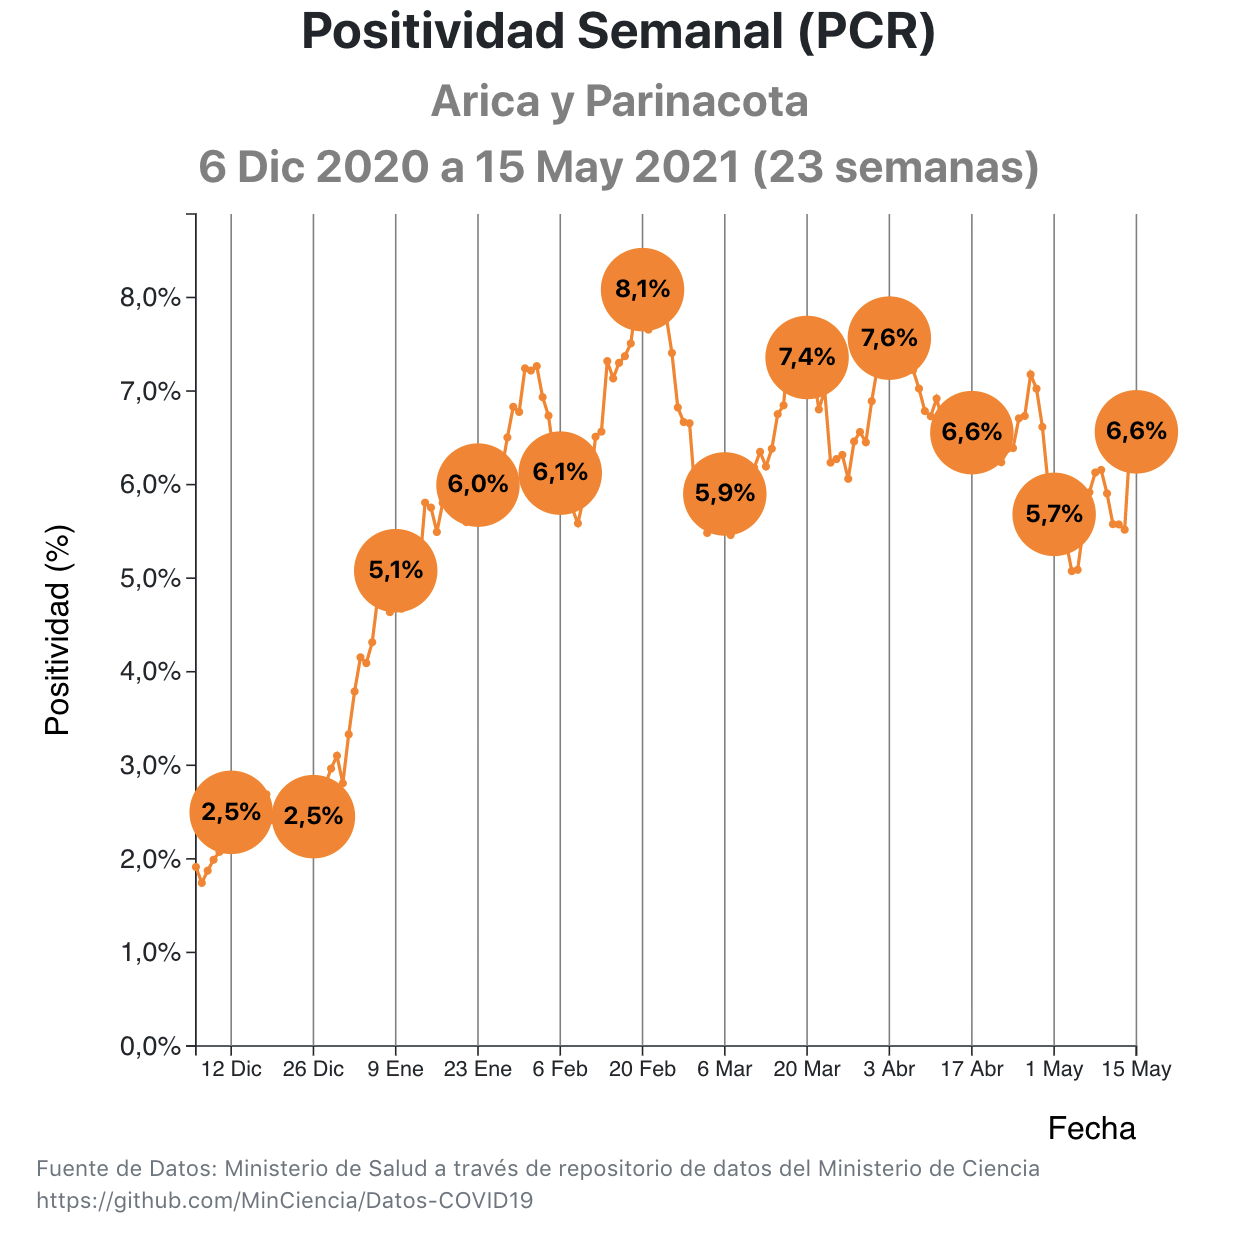 Positividad Semanal (PCR)
Arica y Parinacota
6 Dic 2020 a 15 May 2021 (23 semanas)
8,0%
7,0%
6,0%
5,0%
4,0%
3,0%
2,0%
1,0%
0,0%
Positividad (%)
2,5%
2,5%
5,1%
6,0%
6,1%
8,1%
5,9%
7,4%
7,6%
6,6%
5,7%
6,6%
12 Dic
26 Dic
9 Ene
23 Ene
6 Feb
20 Feb
6 Mar
20 Mar
3 Abr
17 Abr
1 May
15 May
Fecha
Fuente de Datos: Ministerio de Salud a través de repositorio de datos del Ministerio de Ciencia
https://github.com/MinCiencia/Datos-COVID19